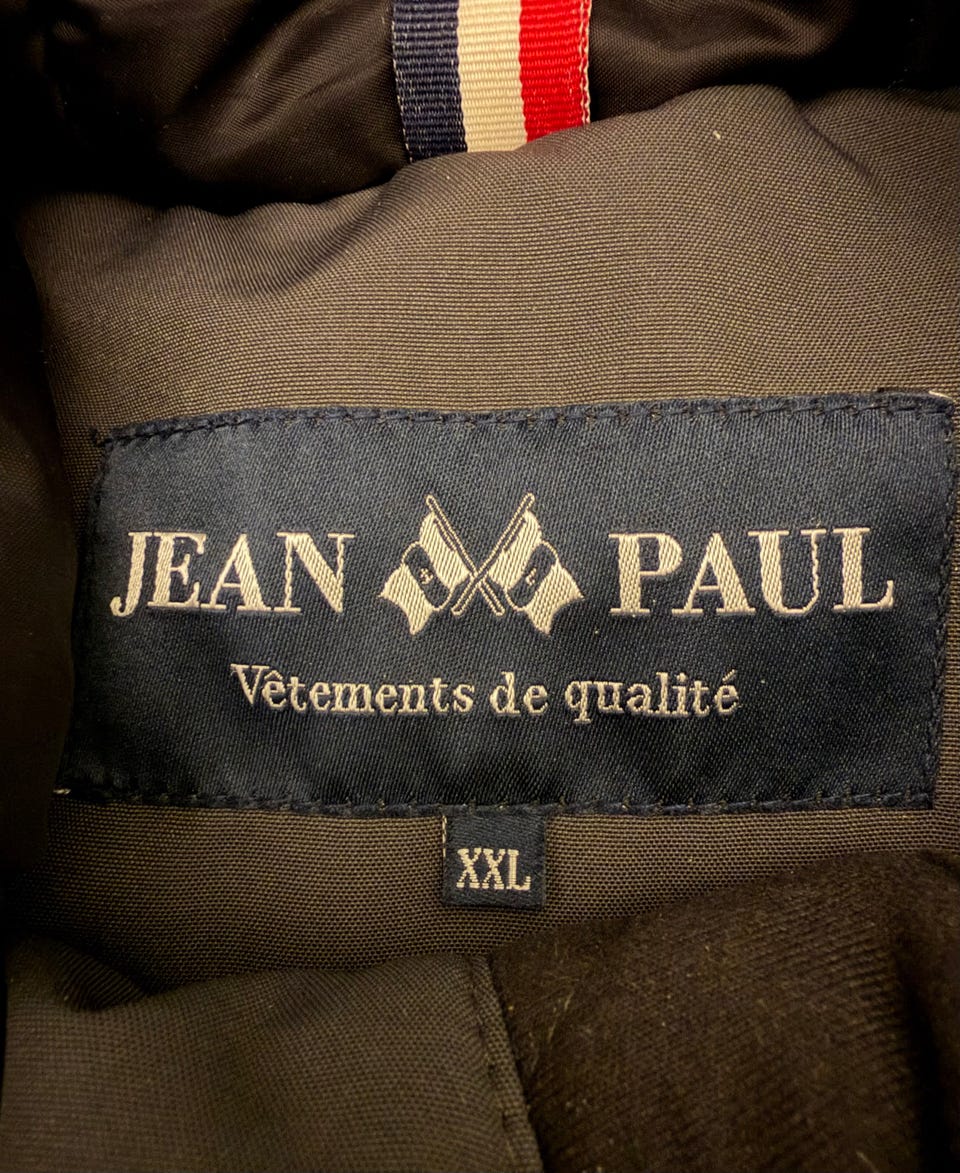 JEAN PAUL
Vêtements de qualité
XXL